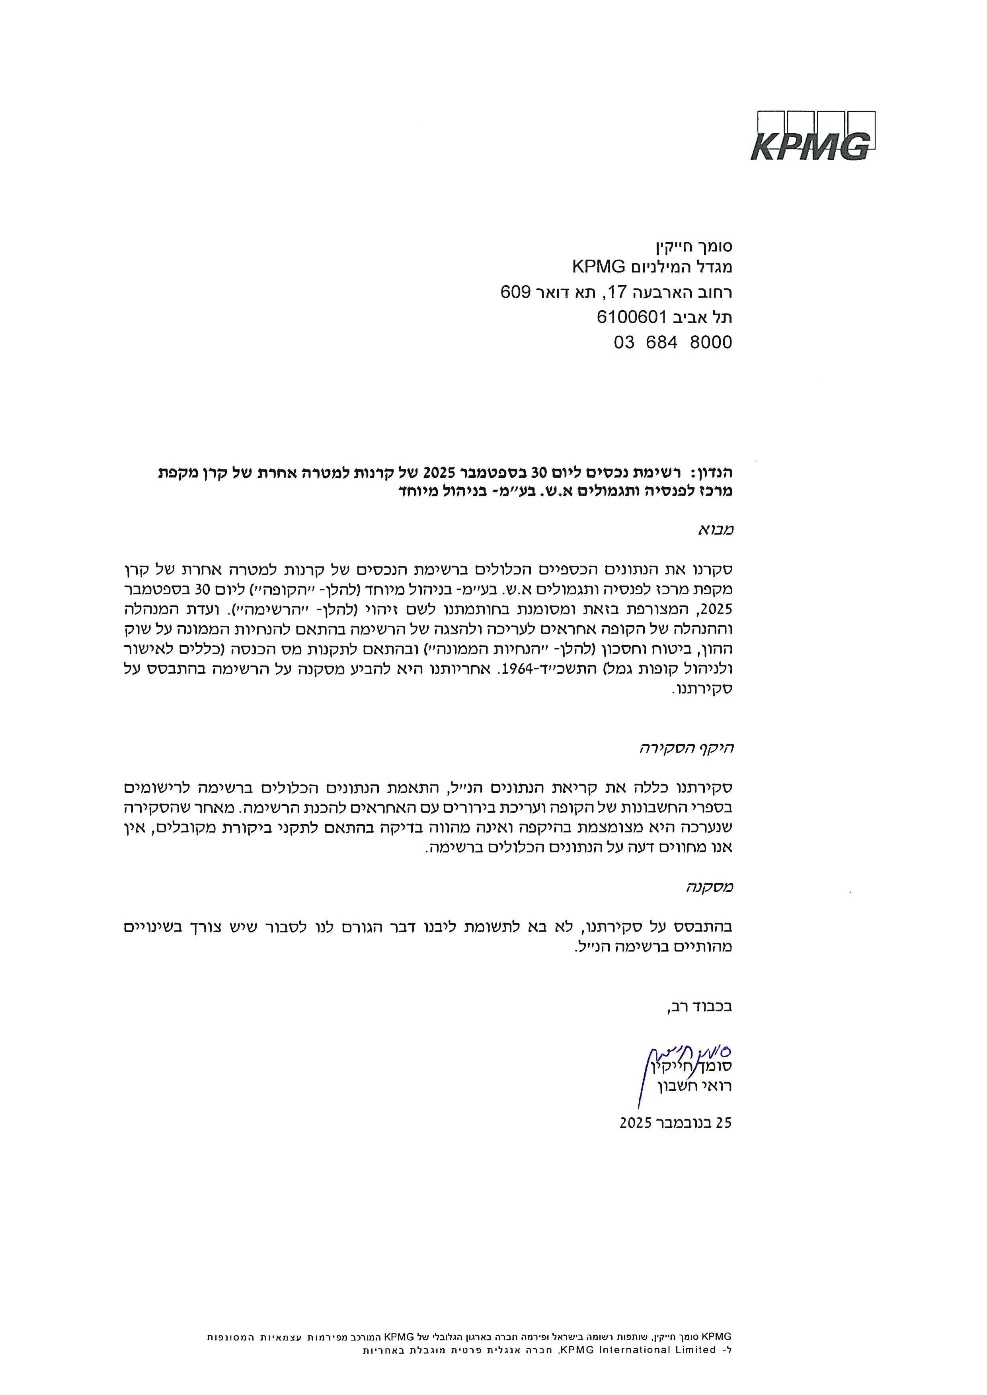 KPMG
סומך חייקין
מגדל המילניום KPMG
רחוב הארבעה 17, תא דואר 609
תל אביב 6100601
03 684 8000
הנדון: רשימת נכסים ליום 30 בספטמבר 2025 של קרנות למטרה אחרת של קרן מקפת
מרכז לפנסיה ותגמולים א.ש. בע״מ- בניהול מיוחד
מבוא
סקרנו את הנתונים הכספיים הכלולים ברשימת הנכסים של קרנות למטרה אחרת של קרן
מקפת מרכז לפנסיה ותגמולים א.ש. בע״מ- בניהול מיוחד (להלן- ״הקופה״) ליום 30 בספטמבר
2025, המצורפת בזאת ומסומנת בחותמתנו לשם זיהוי (להלן- ״הרשימה״). ועדת המנהלה
וההנהלה של הקופה אחראים לעריכה ולהצגה של הרשימה בהתאם להנחיות הממונה על שוק
ההון, ביטוח וחסכון (להלן- ״הנחיות הממונה״) ובהתאם לתקנות מס הכנסה (כללים לאישור
ולניהול קופות גמל) התשכ״ד-1964. אחריותנו היא להביע מסקנה על הרשימה בהתבסס על
סקירתנו.
היקף הסקירה
סקירתנו כללה את קריאת הנתונים הנ״ל, התאמת הנתונים הכלולים ברשימה לרישומים
בספרי החשבונות של הקופה ועריכת בירורים עם האחראים להכנת הרשימה. מאחר שהסקירה
שנערכה היא מצומצמת בהיקפה ואינה מהווה בדיקה בהתאם לתקני ביקורת מקובלים, אין
אנו מחווים דעה על הנתונים הכלולים ברשימה.
מסקנה
בהתבסס על סקירתנו, לא בא לתשומת ליבנו דבר הגורם לנו לסבור שיש צורך בשינויים
מהותיים ברשימה הנ״ל.
בכבוד רב,
סומך חייקין
סומך חייקין
רואי חשבון
25 בנובמבר 2025
KPMG סומך חייקין, שותפות רשומה בישראל ופירמה חברה בארגון הגלובלי של KPMG המורכב מפירמות עצמאיות המסונפות
ל- KPMG International Limited, חברה אנגלית פרטית מוגבלת באחריות